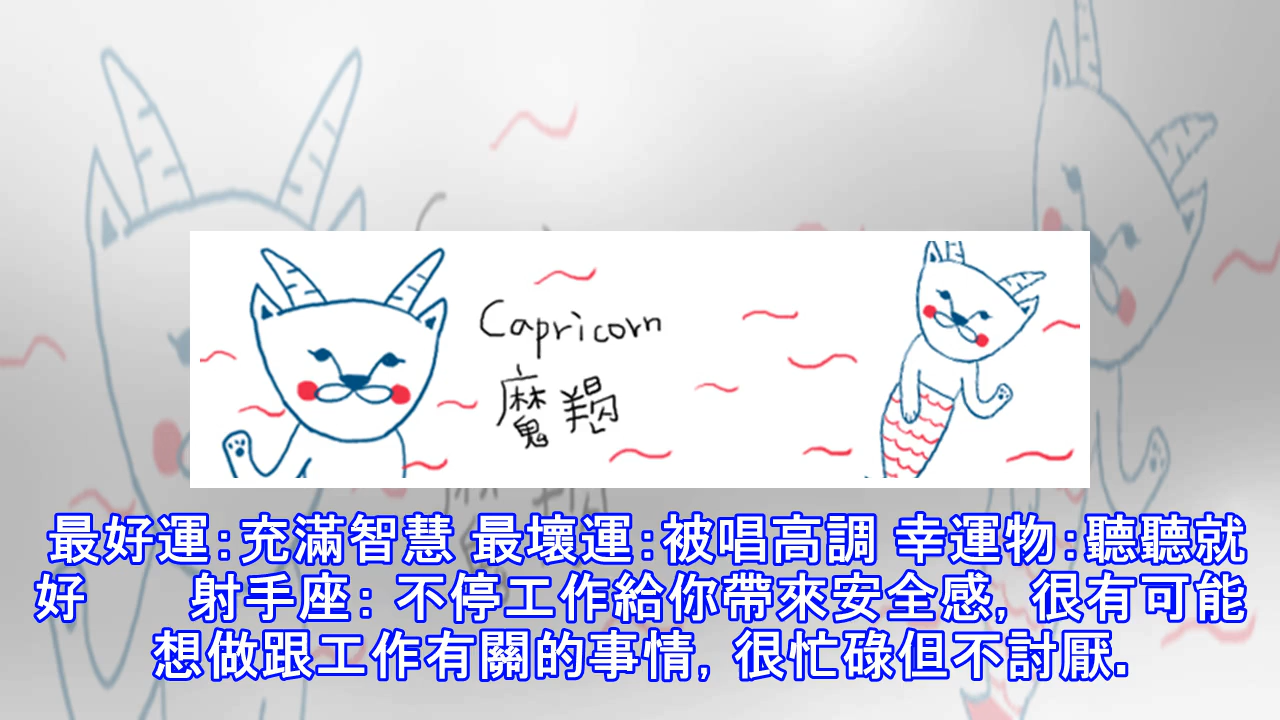 Capricorn
魔羯
最好運:充滿智慧 最壞運:被唱高調 幸運物:聽聽就
好 射手座: 不停工作給你帶來安全感, 很有可能
想做跟工作有關的事情, 很忙碌但不討厭.